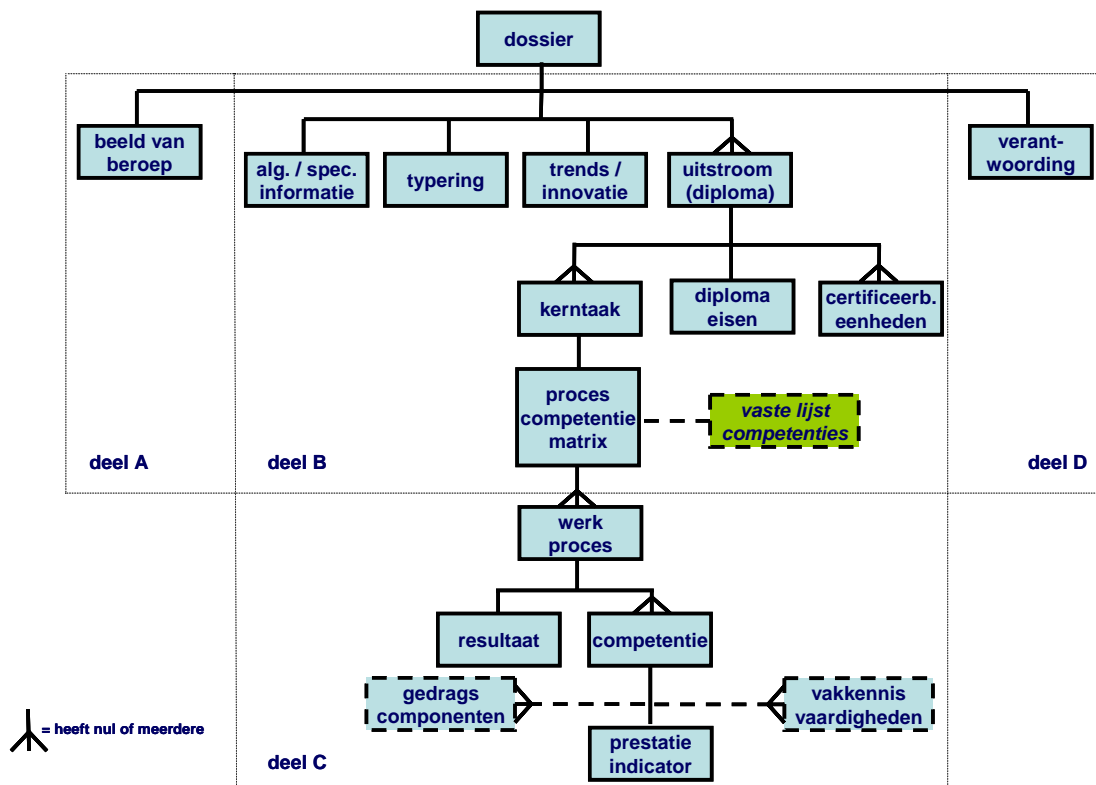 dossier
beeld van
beroep
alg. / spec.
informatie
typering
trends /
innovatie
uitstroom
(diploma)
verant-
woording
kerntaak
diploma
eisen
certificeerb.
eenheden
proces
competentie
matrix
vaste lijst
competenties
deel A
deel B
deel D
werk
proces
resultaat
competentie
gedrags
componenten
vakkennis
vaardigheden
= heeft nul of meerdere
prestatie
indicator
deel C